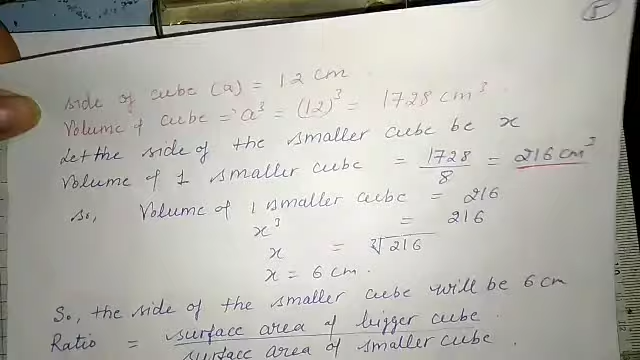 5
side of cube (a) = 12 cm
Volume of cube = a³ = (12)³ = 1728 cm³
Let the side of the smaller cube be x
Volume of 1 smaller cube = 1728/8 = 216 cm³
So, Volume of 1 smaller cube = 216
x³ = 216
x = ∛216
x = 6 cm.
So, the side of the smaller cube will be 6 cm
Ratio = surface area of bigger cube
surface area of smaller cube.